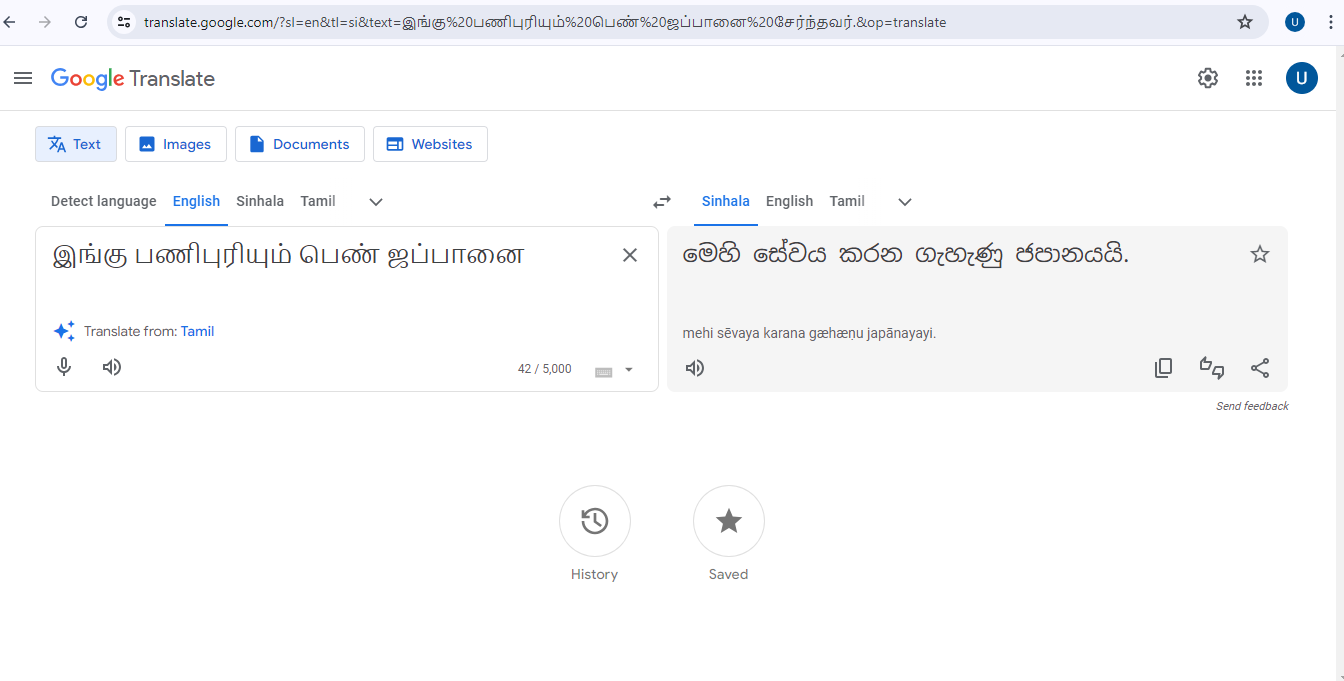 translate.google.com/?sl=en&tl=si&text=இங்கு%20பணிபுரியும்%20பெண்%20ஜப்பானை%20சேர்ந்தவர்.&op=translate
U
Google Translate
U
Text Images Documents Websites
Detect language English Sinhala Tamil
Sinhala English Tamil
இங்கு பணிபுரியும் பெண் ஜப்பானை
මෙහි සේවය කරන ගැහැණු ජපානයයි.
Translate from: Tamil
mehi sēvaya karana gæhæṇu japānayayi.
42 / 5,000
Send feedback
History
Saved